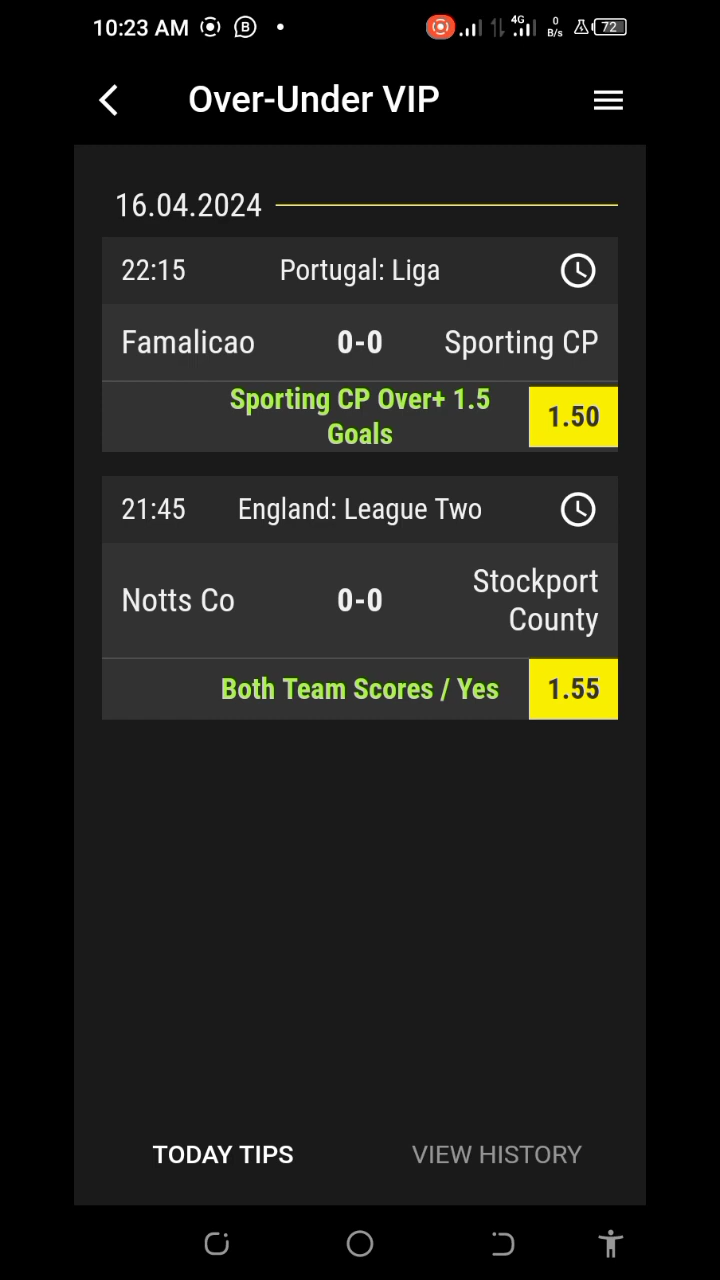 10:23 AM B 4G 0 B/s 72
Over-Under VIP
16.04.2024
22:15 Portugal: Liga
Famalicao 0-0 Sporting CP
Sporting CP Over+ 1.5
Goals
1.50
21:45 England: League Two
Notts Co 0-0 Stockport
County
Both Team Scores / Yes 1.55
TODAY TIPS VIEW HISTORY